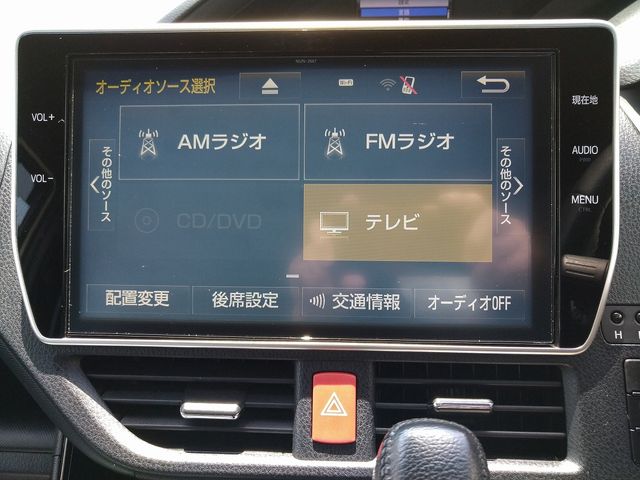 オーディオソース選択
Wi-Fi
AMラジオ
FMラジオ
CD/DVD
テレビ
その他のソース
その他のソース
配置変更
後席設定
交通情報
オーディオOFF
VOL+
VOL-
現在地
AUDIO
MENU
H